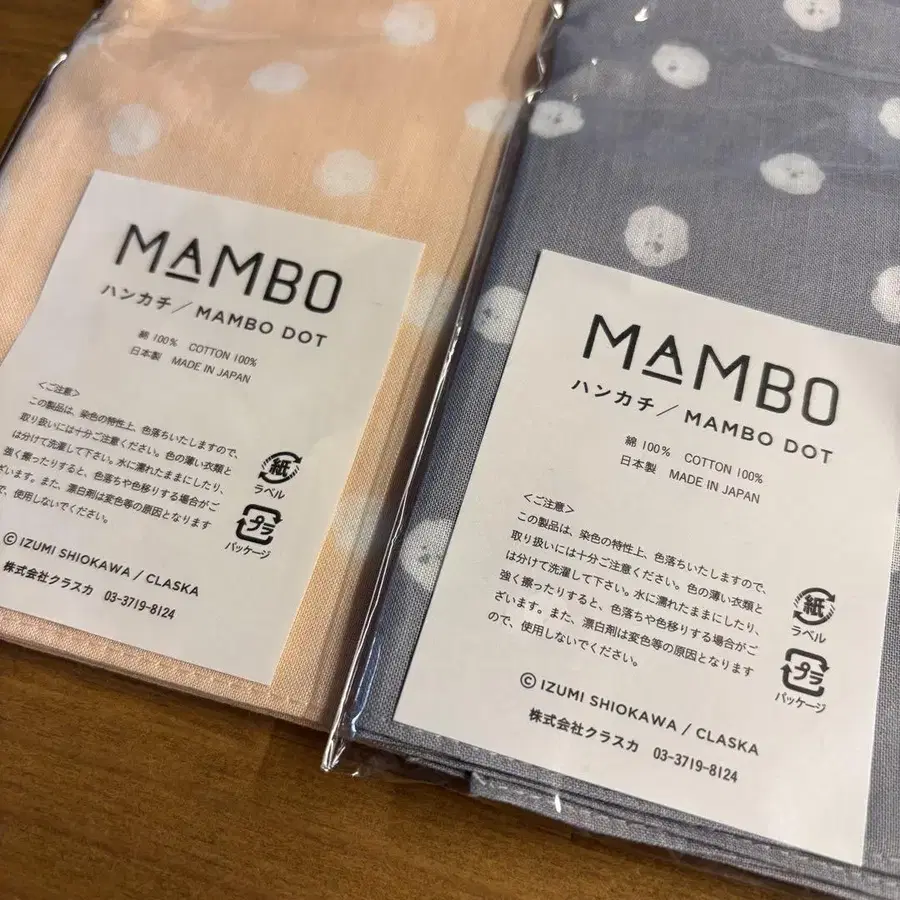 MAMBO
ハンカチ/MAMBO DOT
綿 100% COTTON 100%
日本製 MADE IN JAPAN
<ご注意>
この製品は、染色の特性上、色落ちいたしますので、
取り扱いには十分ご注意ください。色の薄い衣類と
は分けて洗濯して下さい。水に濡れたままにしたり、
強く擦ったりすると、色落ちや色移りする場合がご
ざいます。また、漂白剤は変色等の原因となります
で、使用しないでください。
紙
ラベル
プラ
パッケージ
© IZUMI SHIOKAWA / CLASKA
株式会社クラスカ 03-3719-8124
MAMBO
ハンカチ/MAMBO DOT
綿 100% COTTON 100%
日本製 MADE IN JAPAN
<ご注意>
この製品は、染色の特性上、色落ちいたしますので、
取り扱いには十分ご注意ください。色の薄い衣類と
は分けて洗濯して下さい。水に濡れたままにしたり、
強く擦ったりすると、色落ちや色移りする場合がご
ざいます。また、漂白剤は変色等の原因となります
ので、使用しないでください。
紙
ラベル
プラ
パッケージ
© IZUMI SHIOKAWA / CLASKA
株式会社クラスカ 03-3719-8124